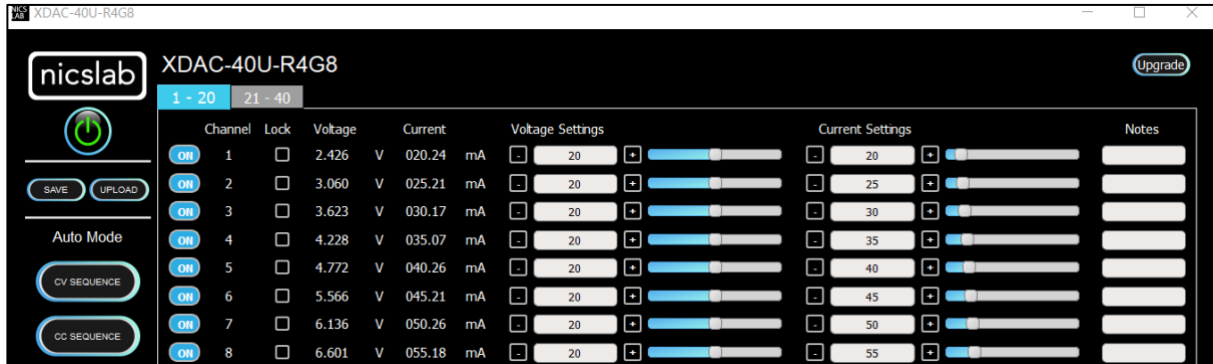 NICS
LAB XDAC-40U-R4G8
nicslab XDAC-40U-R4G8 Upgrade
1 - 20 21 - 40
Channel Lock Voltage Current Voltage Settings Current Settings Notes
ON 1 2.426 V 020.24 mA - 20 + - 20 +
ON 2 3.060 V 025.21 mA - 20 + - 25 +
SAVE UPLOAD
ON 3 3.623 V 030.17 mA - 20 + - 30 +
Auto Mode
ON 4 4.228 V 035.07 mA - 20 + - 35 +
ON 5 4.772 V 040.26 mA - 20 + - 40 +
CV SEQUENCE
ON 6 5.566 V 045.21 mA - 20 + - 45 +
ON 7 6.136 V 050.26 mA - 20 + - 50 +
CC SEQUENCE
ON 8 6.601 V 055.18 mA - 20 + - 55 +